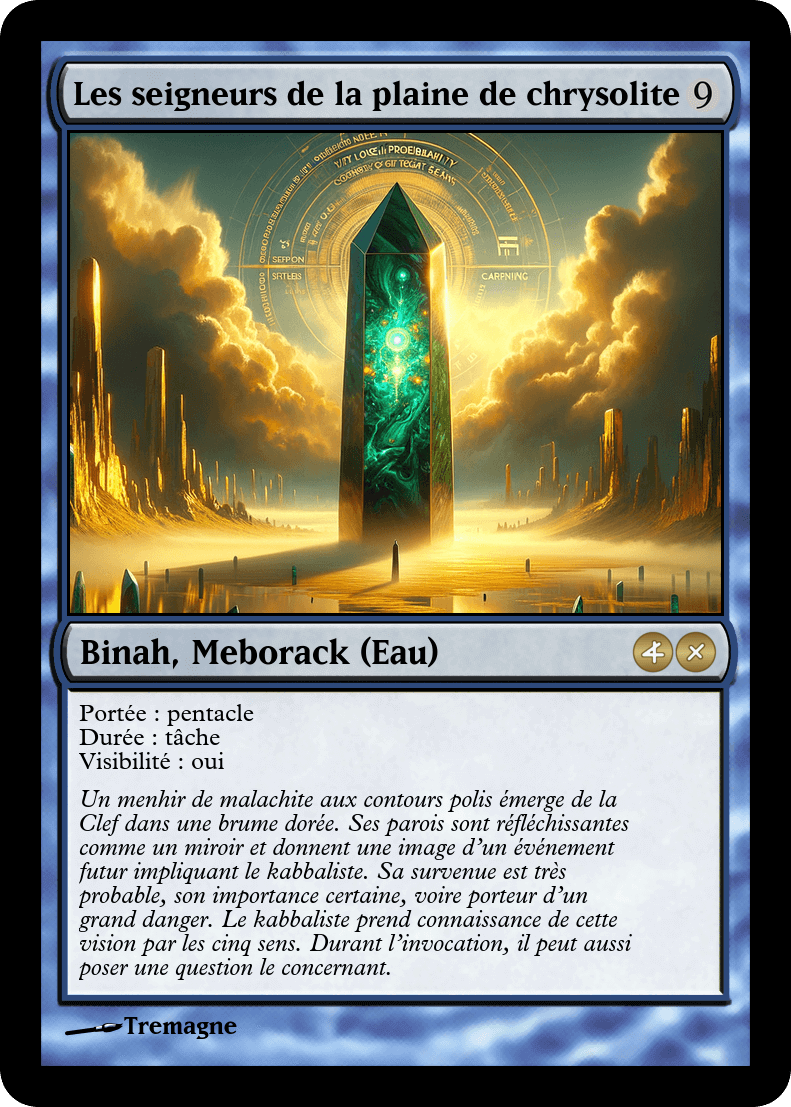 Les seigneurs de la plaine de chrysolite 9
VITY LOSE
CARPNING
Binah, Meborack (Eau)
4 ×
Portée : pentacle
Durée : tâche
Visibilité : oui
Un menhir de malachite aux contours polis émerge de la
Clef dans une brume dorée. Ses parois sont réfléchissantes
comme un miroir et donnent une image d'un événement
futur impliquant le kabbaliste. Sa survenue est très
probable, son importance certaine, voire porteur d'un
grand danger. Le kabbaliste prend connaissance de cette
vision par les cinq sens. Durant l'invocation, il peut aussi
poser une question le concernant.
Tremagne